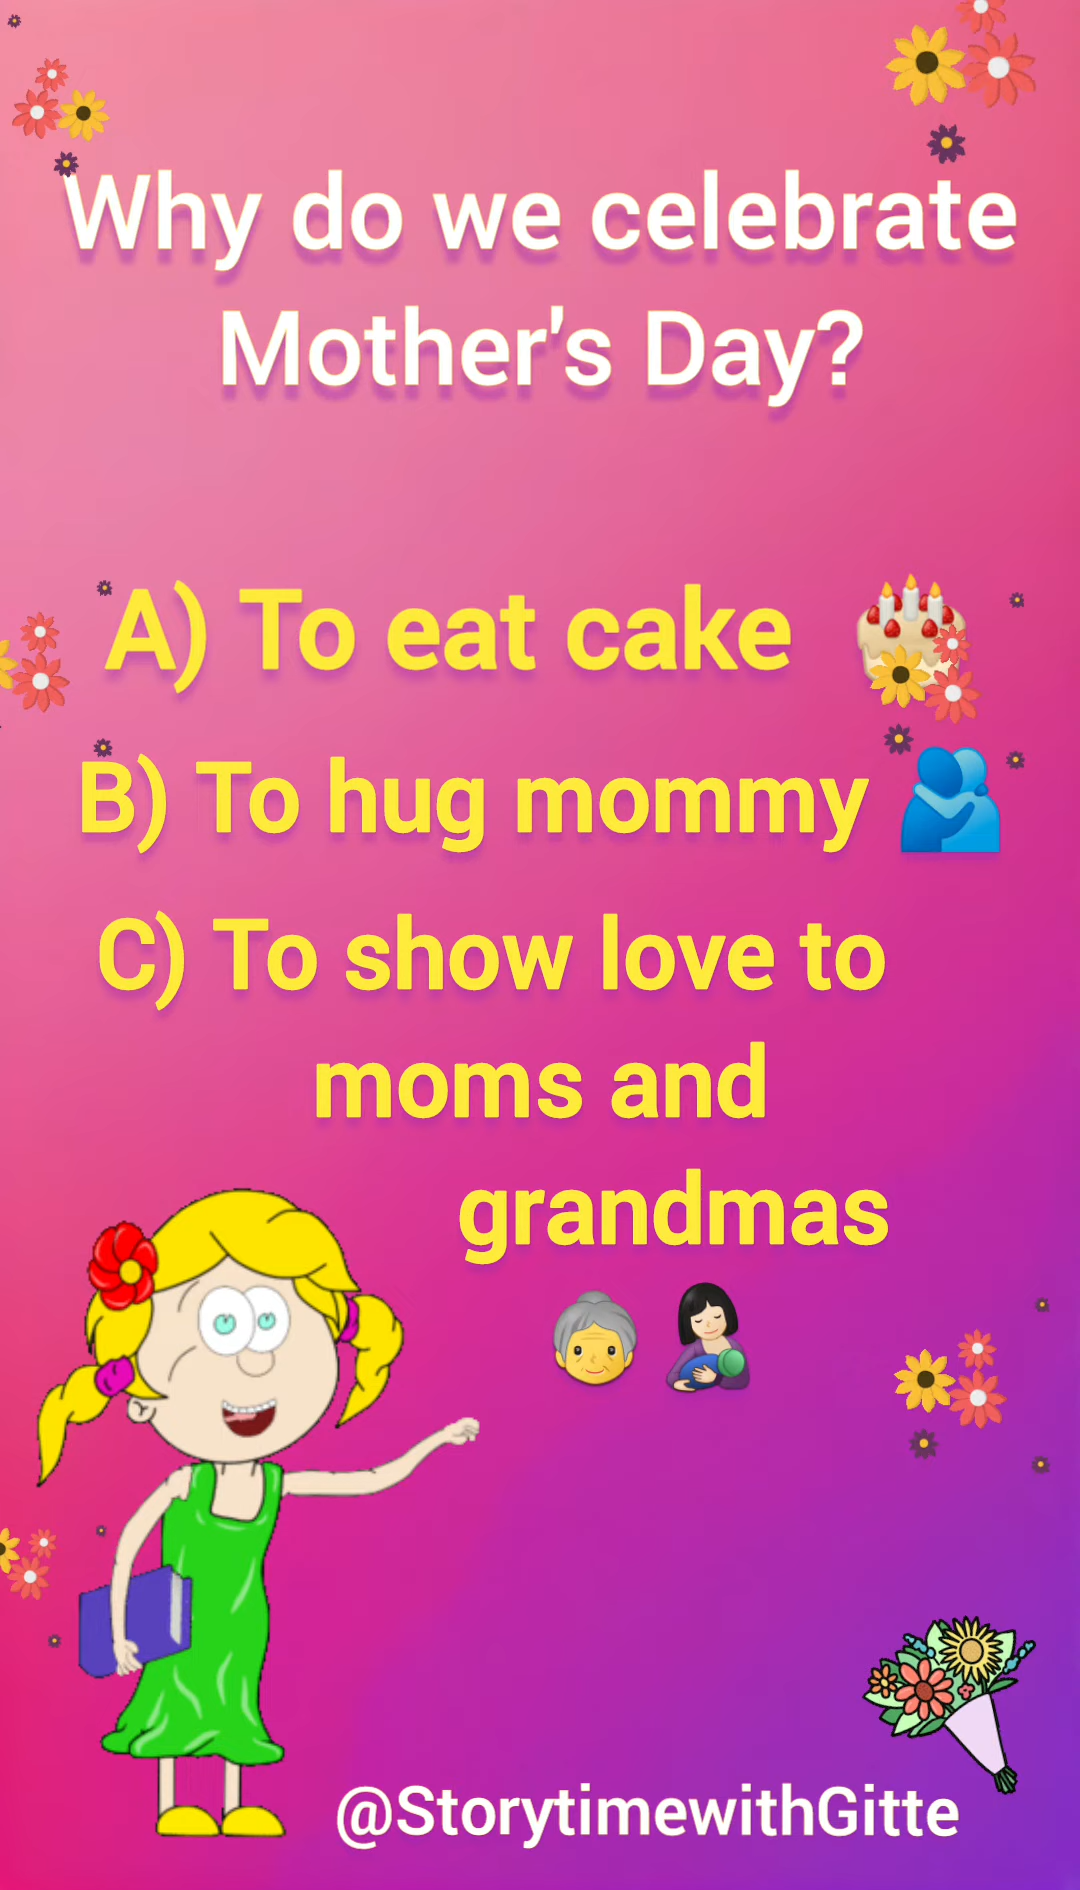 Why do we celebrate
Mother's Day?
A) To eat cake
B) To hug mommy
C) To show love to
moms and
grandmas
@StorytimewithGitte